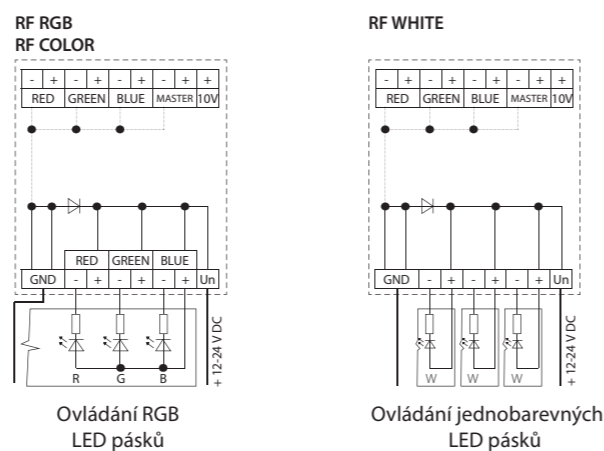 RF RGB
RF COLOR
- + - + - + - + +
RED GREEN BLUE MASTER 10V
RED GREEN BLUE
GND - + - + - + Un
R G B
+ 12-24 V DC
Ovládání RGB
LED pásků
RF WHITE
- + - + - + - + +
RED GREEN BLUE MASTER 10V
GND - + - + - + Un
W W W
+ 12-24 V DC
Ovládání jednobarevných
LED pásků